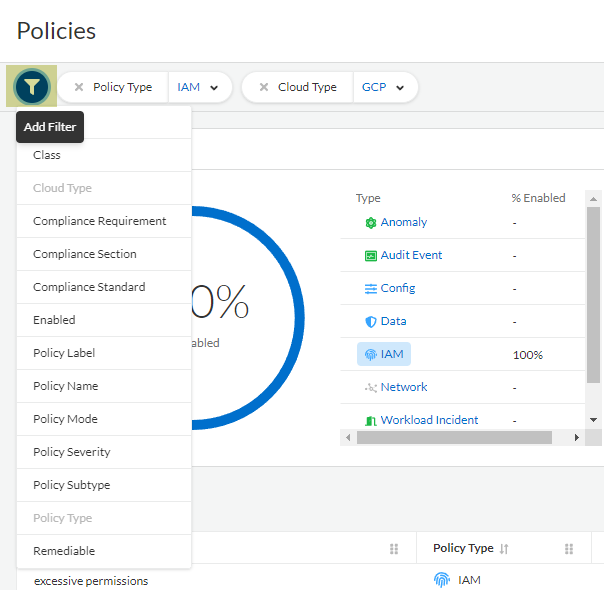 Policies
Policy Type IAM
Cloud Type GCP
Add Filter
Class
Cloud Type
Compliance Requirement
Compliance Section
Compliance Standard
Enabled
Policy Label
Policy Name
Policy Mode
Policy Severity
Policy Subtype
Policy Type
Remediable
0%
abled
Type % Enabled
Anomaly -
Audit Event -
Config -
Data -
IAM 100%
Network -
Workload Incident -
Policy Type
excessive permissions IAM